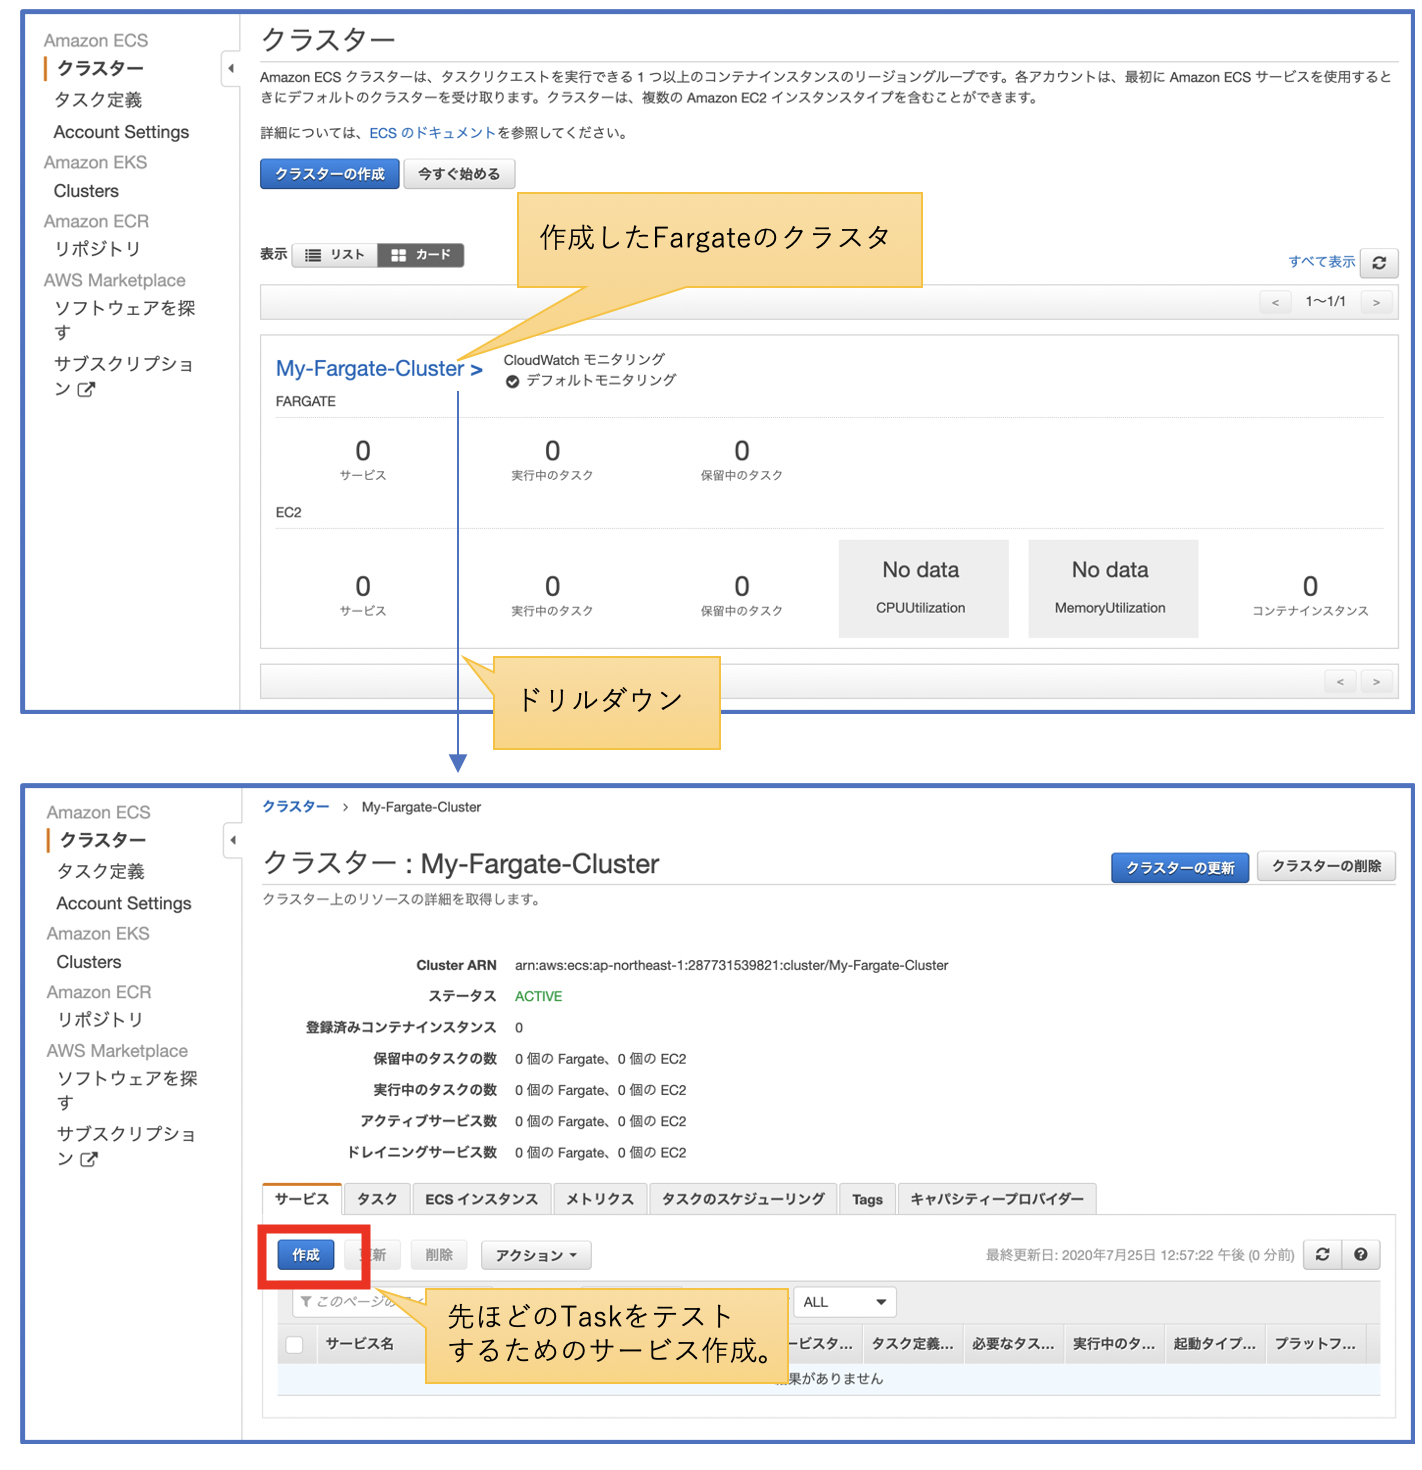 Amazon ECS
クラスター
タスク定義
Account Settings
Amazon EKS
Clusters
Amazon ECR
リポジトリ
AWS Marketplace
ソフトウェアを探
す
サブスクリプショ
ン
クラスター
Amazon ECS クラスターは、タスクリクエストを実行できる 1 つ以上のコンテナインスタンスのリージョングループです。各アカウントは、最初に Amazon ECS サービスを使用すると
きにデフォルトのクラスターを受け取ります。クラスターは、複数の Amazon EC2 インスタンスタイプを含むことができます。
詳細については、ECS のドキュメントを参照してください。
クラスターの作成 今すぐ始める
作成したFargateのクラスタ
表示 リスト カード
すべて表示
< 1〜1/1 >
My-Fargate-Cluster >
CloudWatch モニタリング
デフォルトモニタリング
FARGATE
0 0 0
サービス 実行中のタスク 保留中のタスク
EC2
0 0 0 No data No data 0
サービス 実行中のタスク 保留中のタスク CPUUtilization MemoryUtilization コンテナインスタンス
< >
ドリルダウン
Amazon ECS
クラスター
タスク定義
Account Settings
Amazon EKS
Clusters
Amazon ECR
リポジトリ
AWS Marketplace
ソフトウェアを探
す
サブスクリプショ
ン
クラスター > My-Fargate-Cluster
クラスター : My-Fargate-Cluster
クラスターの更新 クラスターの削除
クラスター上のリソースの詳細を取得します。
Cluster ARN arn:aws:ecs:ap-northeast-1:287731539821:cluster/My-Fargate-Cluster
ステータス ACTIVE
登録済みコンテナインスタンス 0
保留中のタスクの数 0 個の Fargate、0 個の EC2
実行中のタスクの数 0 個の Fargate、0 個の EC2
アクティブサービス数 0 個の Fargate、0 個の EC2
ドレイニングサービス数 0 個の Fargate、0 個の EC2
サービス タスク ECS インスタンス メトリクス タスクのスケジューリング Tags キャパシティープロバイダー
作成 更新 削除 アクション
最終更新日: 2020年7月25日 12:57:22 午後 (0 分前)
このページの ALL
先ほどのTaskをテスト
するためのサービス作成。
サービス名 ービスタ... タスク定義... 必要なタス... 実行中のタ... 起動タイプ... プラットフ...
果がありません